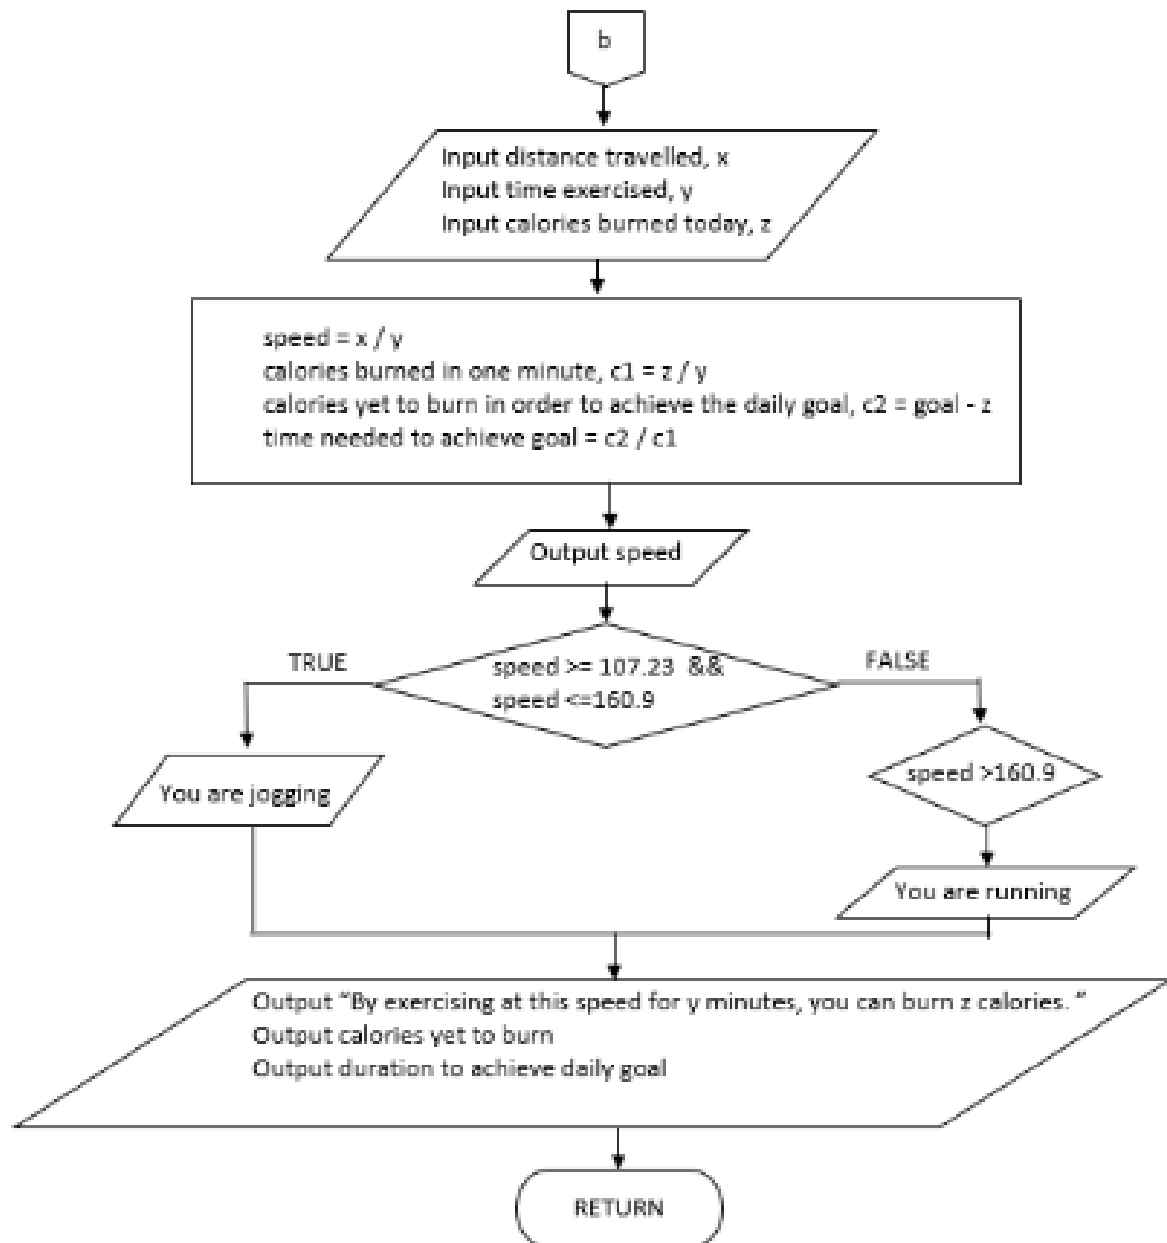 b
Input distance travelled, x
Input time exercised, y
Input calories burned today, z
speed = x / y
calories burned in one minute, c1 = z / y
calories yet to burn in order to achieve the daily goal, c2 = goal - z
time needed to achieve goal = c2 / c1
Output speed
TRUE
speed >= 107.23 &&
speed <=160.9
FALSE
You are jogging
speed >160.9
You are running
Output “By exercising at this speed for y minutes, you can burn z calories. ”
Output calories yet to burn
Output duration to achieve daily goal
RETURN